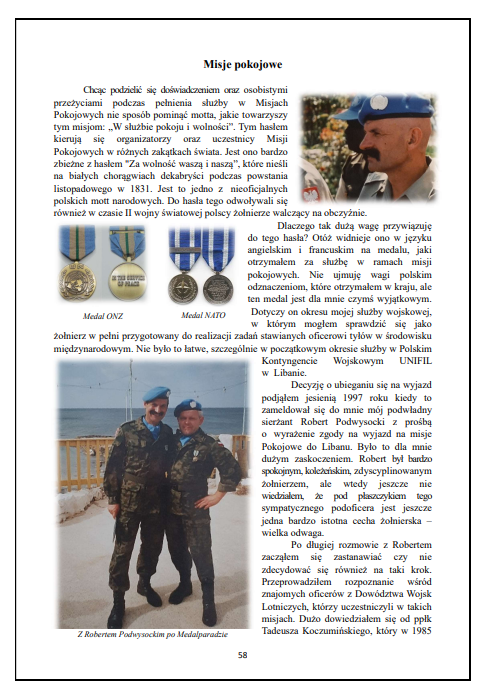 Misje pokojowe
Chcąc podzielić się doświadczeniem oraz osobistymi
przeżyciami podczas pełnienia służby w Misjach
Pokojowych nie sposób pominąć motta, jakie towarzyszy
tym misjom: „W służbie pokoju i wolności”. Tym hasłem
kierują się organizatorzy oraz uczestnicy Misji
Pokojowych w różnych zakątkach świata. Jest ono bardzo
zbieżne z hasłem "Za wolność waszą i naszą”, które nieśli
na białych chorągwiach dekabryści podczas powstania
listopadowego w 1831. Jest to jedno z nieoficjalnych
polskich mott narodowych. Do hasła tego odwoływali się
również w czasie II wojny światowej polscy żołnierze walczący na obczyźnie.
Dlaczego tak dużą wagę przywiązuję
do tego hasła? Otóż widnieje ono w języku
angielskim i francuskim na medalu, jaki
otrzymałem za służbę w ramach misji
pokojowych. Nie ujmuję wagi polskim
odznaczeniom, które otrzymałem w kraju, ale
ten medal jest dla mnie czymś wyjątkowym.
IN THE SERVICE
OF PEACE
Medal ONZ
Medal NATO
Dotyczy on okresu mojej służby wojskowej,
w którym mogłem sprawdzić się jako
żołnierz w pełni przygotowany do realizacji zadań stawianych oficerowi tyłów w środowisku
międzynarodowym. Nie było to łatwe, szczególnie w początkowym okresie służby w Polskim
Kontyngencie Wojskowym UNIFIL
w Libanie.
Decyzję o ubieganiu się na wyjazd
podjąłem jesienią 1997 roku kiedy to
zameldował się do mnie mój podwładny
sierżant Robert Podwysocki z prośbą
o wyrażenie zgody na wyjazd na misje
Pokojowe do Libanu. Było to dla mnie
dużym zaskoczeniem. Robert był bardzo
spokojnym, koleżeńskim, zdyscyplinowanym
żołnierzem, ale wtedy jeszcze nie
wiedziałem, że pod płaszczykiem tego
sympatycznego podoficera jest jeszcze
jedna bardzo istotna cecha żołnierska –
wielka odwaga.
Po długiej rozmowie z Robertem
zacząłem się zastanawiać czy nie
zdecydować się również na taki krok.
Przeprowadziłem rozpoznanie wśród
znajomych oficerów z Dowództwa Wojsk
Lotniczych, którzy uczestniczyli w takich
misjach. Dużo dowiedziałem się od ppłk
Tadeusza Koczumińskiego, który w 1985
Z Robertem Podwysockim po Medalparadzie
58